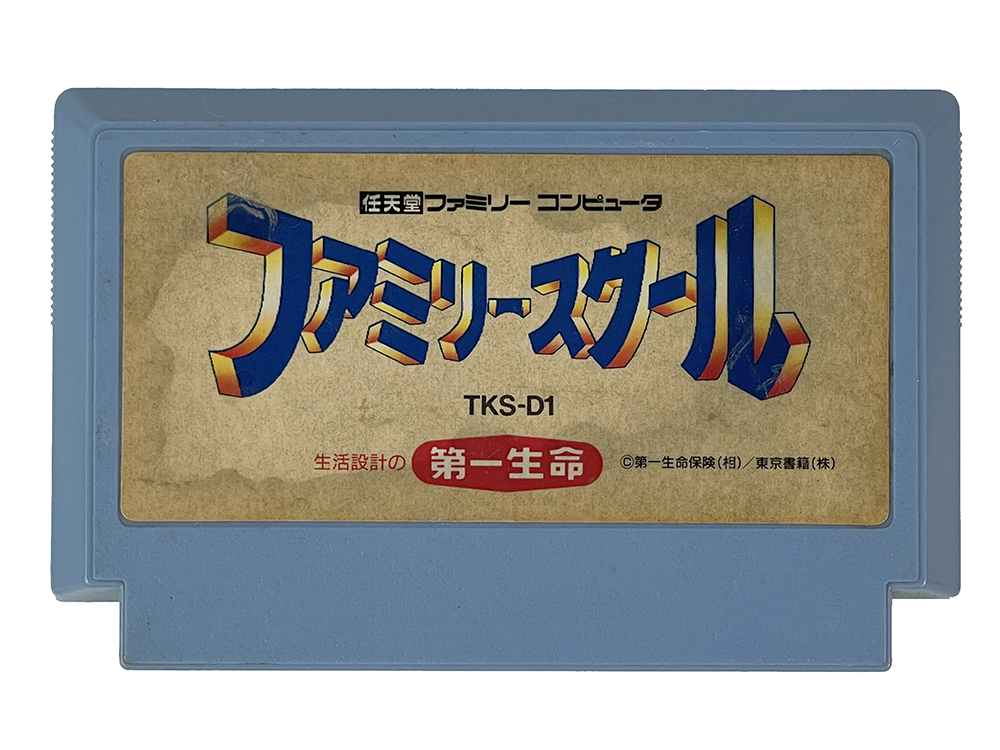 任天堂ファミリー コンピュータ
ファミリースクール
TKS-D1
生活設計の 第一生命 ©第一生命保険(相)／東京書籍(株)